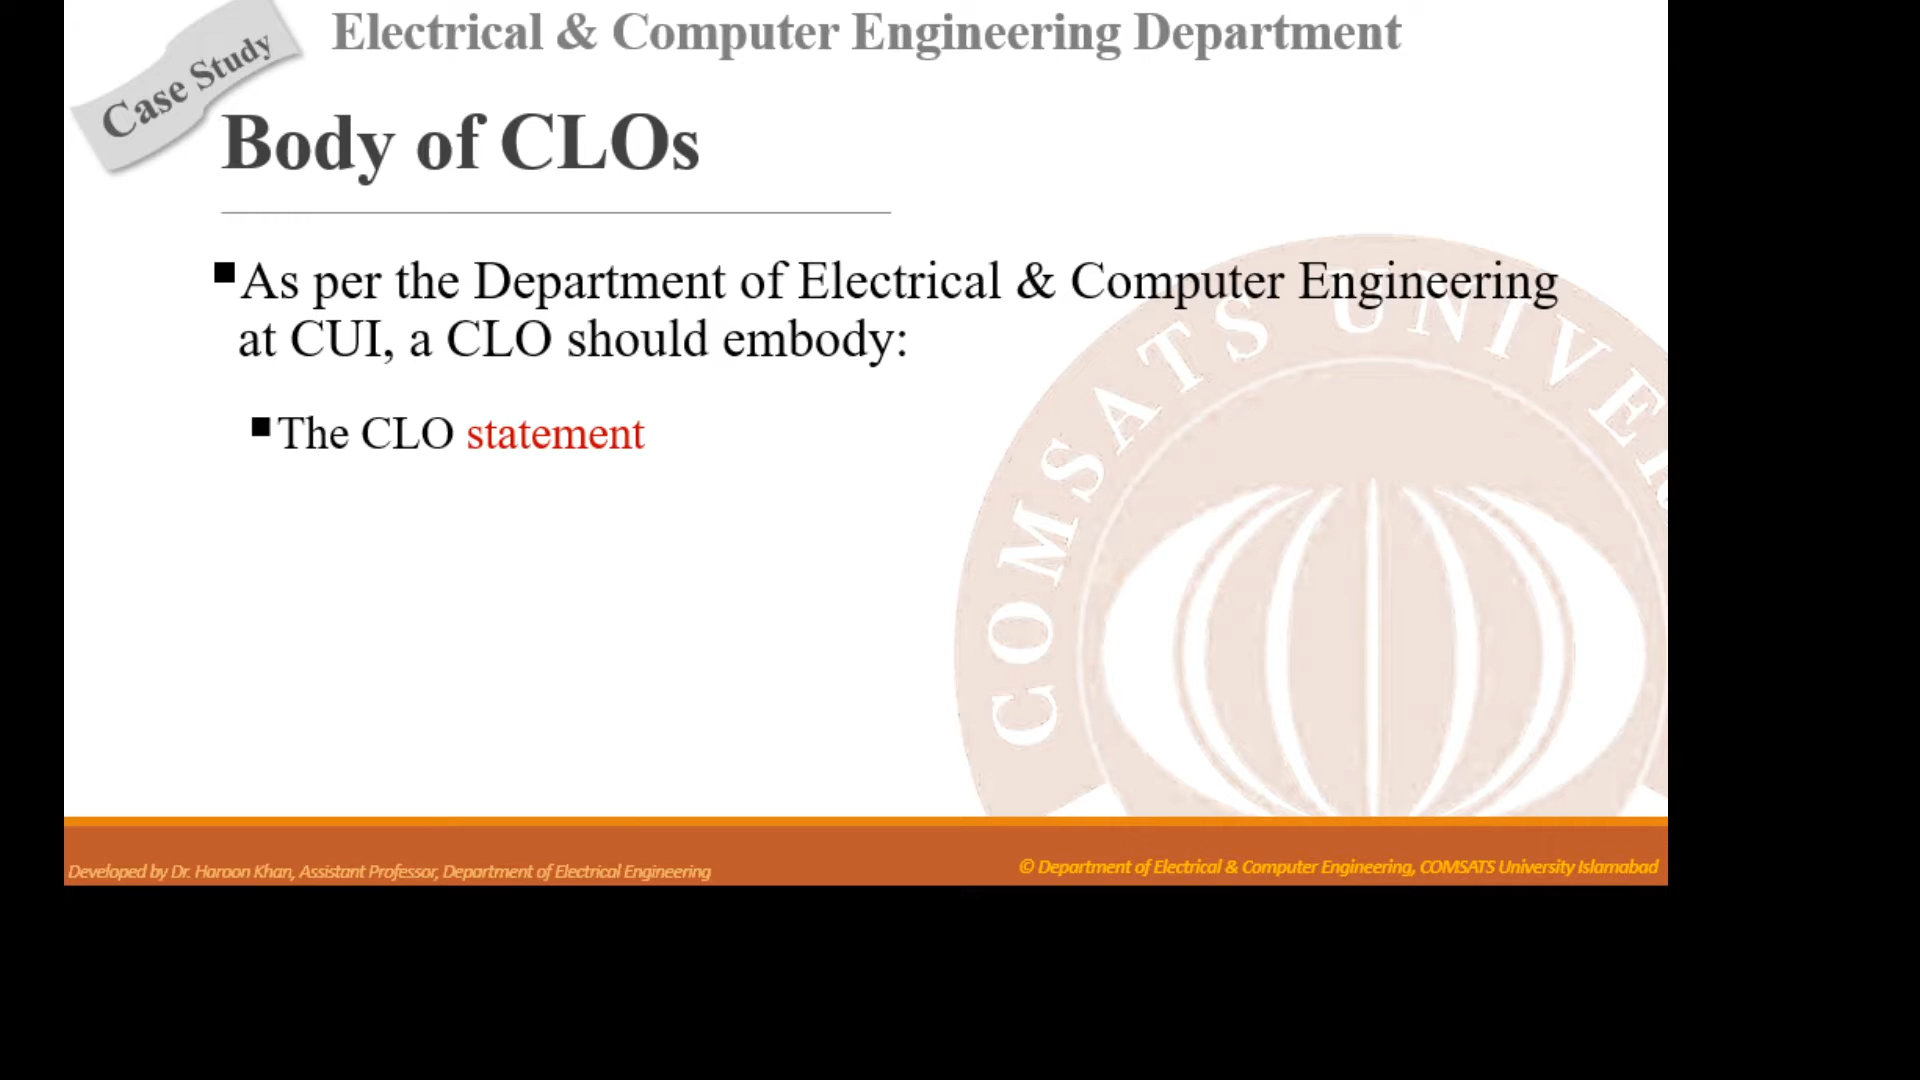 Case Study
Electrical & Computer Engineering Department
Body of CLOs
▪As per the Department of Electrical & Computer Engineering
at CUI, a CLO should embody:
▪The CLO statement
COMSATS UNIVER
Developed by Dr. Haroon Khan, Assistant Professor, Department of Electrical Engineering
© Department of Electrical & Computer Engineering, COMSATS University Islamabad